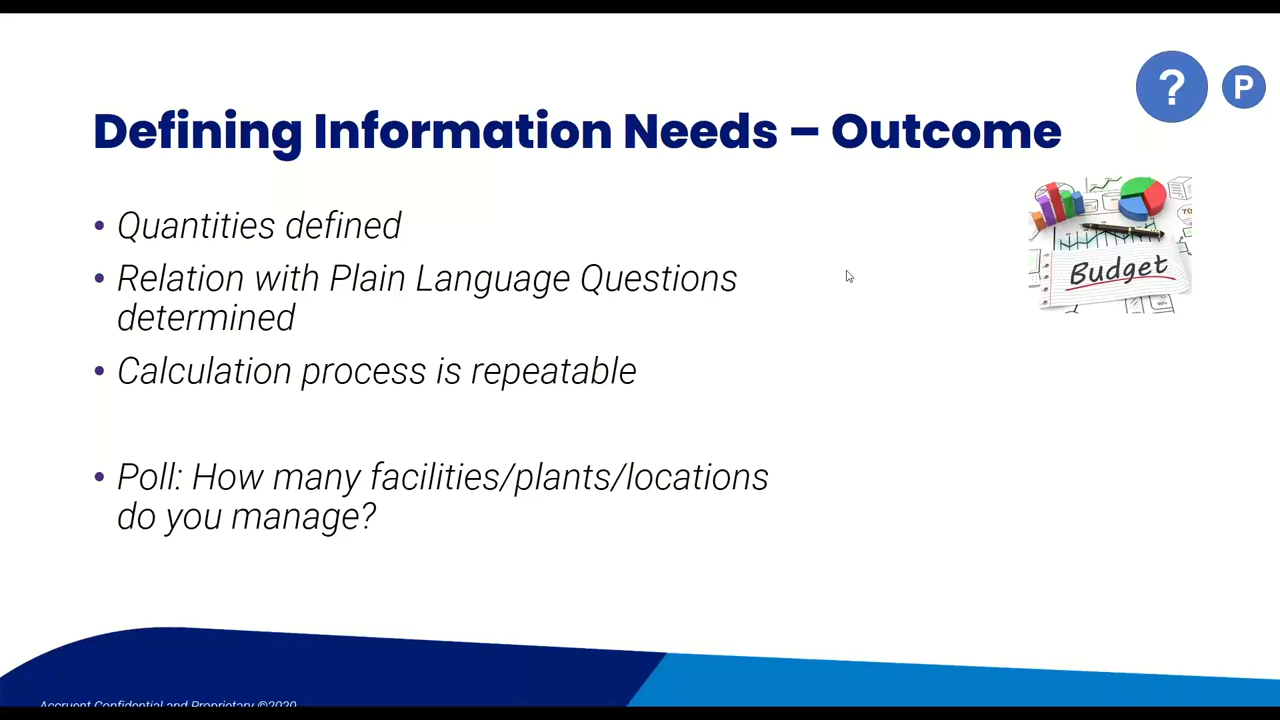 ? P
Defining Information Needs – Outcome
• Quantities defined
• Relation with Plain Language Questions
determined
• Calculation process is repeatable
Budget
• Poll: How many facilities/plants/locations
do you manage?
Accruent Confidential and Proprietary ©2020